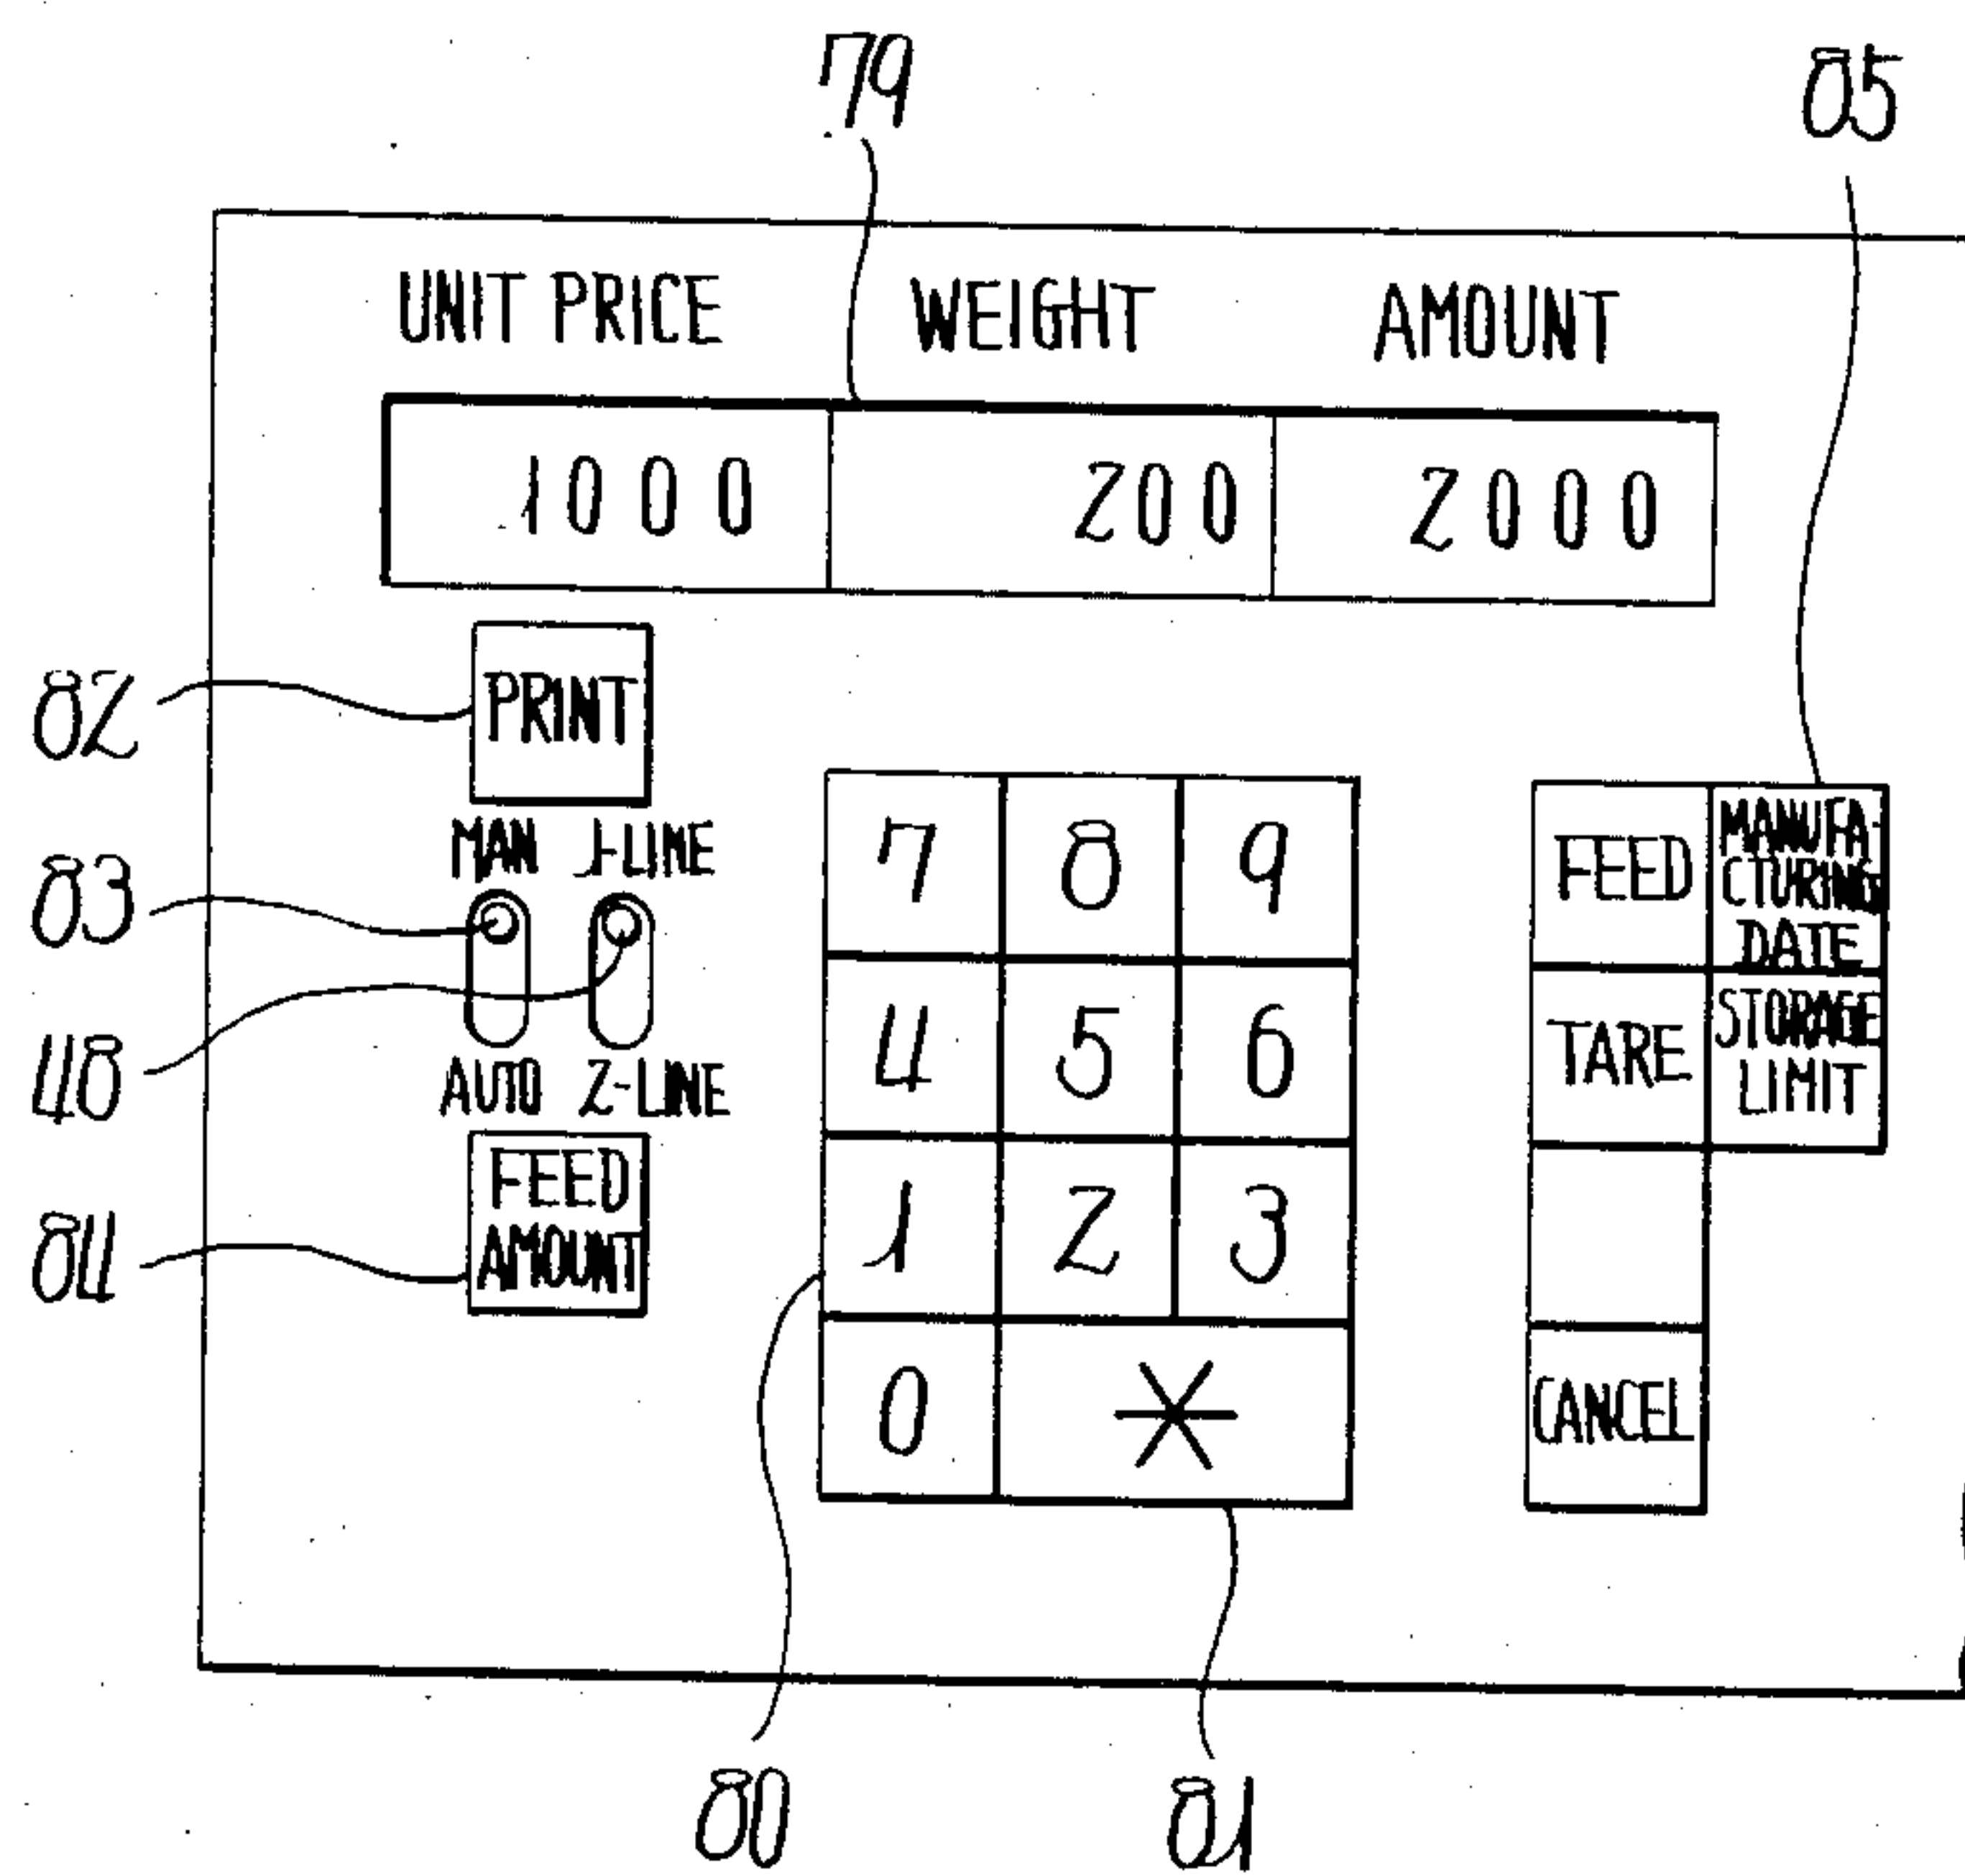 79
85
UNIT PRICE WEIGHT AMOUNT
1000 200 2000
82
PRINT
83
MAN 1-LINE
48
AUTO 2-LINE
84
FEED
AMOUNT
7 8 9
4 5 6
1 2 3
0 *
FEED
MANUFA-
CTURING
DATE
TARE
STORAGE
LIMIT
CANCEL
80
81